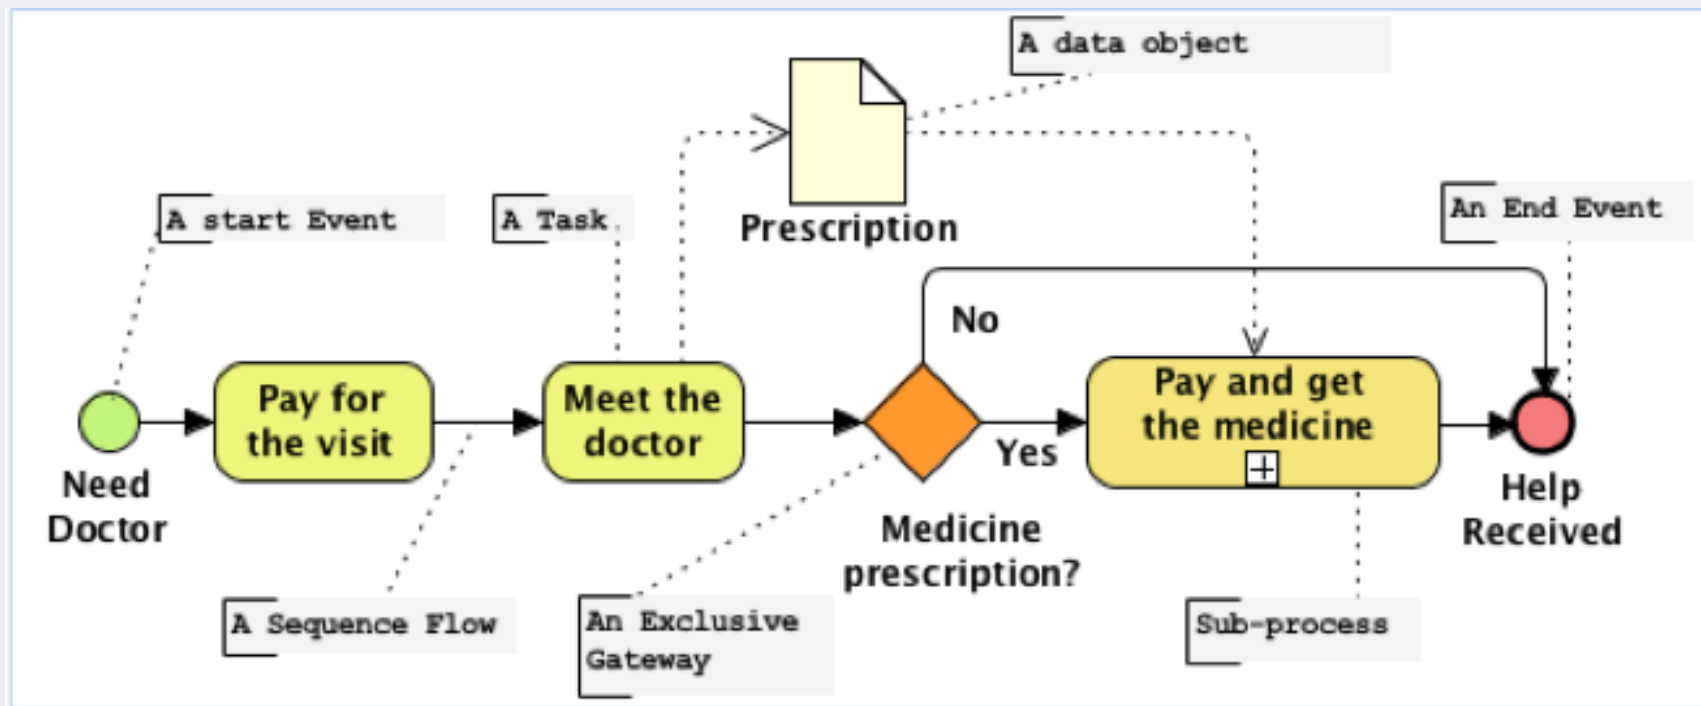 A data object
A start Event
A Task
Prescription
An End Event
No
Pay for
the visit
Meet the
doctor
Pay and get
the medicine
Yes
Need
Doctor
Medicine
prescription?
Help
Received
A Sequence Flow
An Exclusive
Gateway
Sub-process